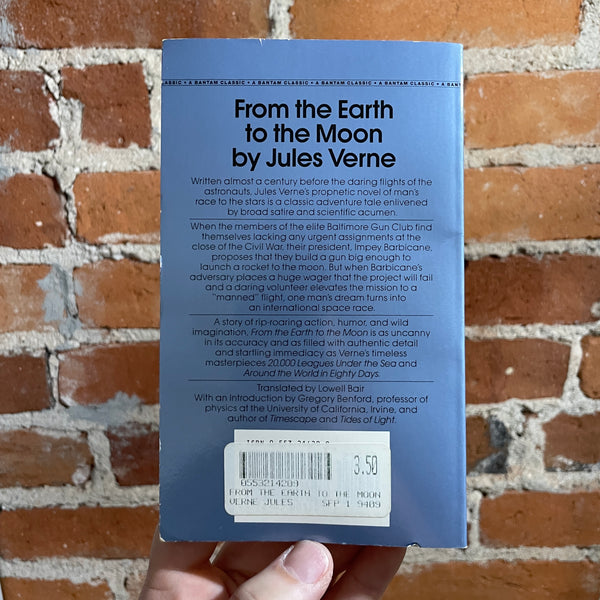 CLASSIC • A BANTAM CLASSIC • A BANTAM CLASSIC • A BANTAM CLASSIC • A BANTAM CLASSIC • A BANTAM
From the Earth
to the Moon
by Jules Verne
Written almost a century before the daring flights of the
astronauts, Jules Verne's prophetic novel of man's
race to the stars is a classic adventure tale enlivened
by broad satire and scientific acumen.
When the members of the elite Baltimore Gun Club find
themselves lacking any urgent assignments at the
close of the Civil War, their president, Impey Barbicane,
proposes that they build a gun big enough to
launch a rocket to the moon. But when Barbicane's
adversary places a huge wager that the project will fail
and a daring volunteer elevates the mission to a
"manned" flight, one man's dream turns into
an international space race.
A story of rip-roaring action, humor, and wild
imagination, From the Earth to the Moon is as uncanny
in its accuracy and as filled with authentic detail
and startling immediacy as Verne's timeless
masterpieces 20,000 Leagues Under the Sea and
Around the World in Eighty Days.
Translated by Lowell Bair
With an Introduction by Gregory Benford, professor of
physics at the University of California, Irvine, and
author of Timescape and Tides of Light.
3.50
0553214209
FROM THE EARTH TO THE MOON
VERNE JULES SFP 1 9409